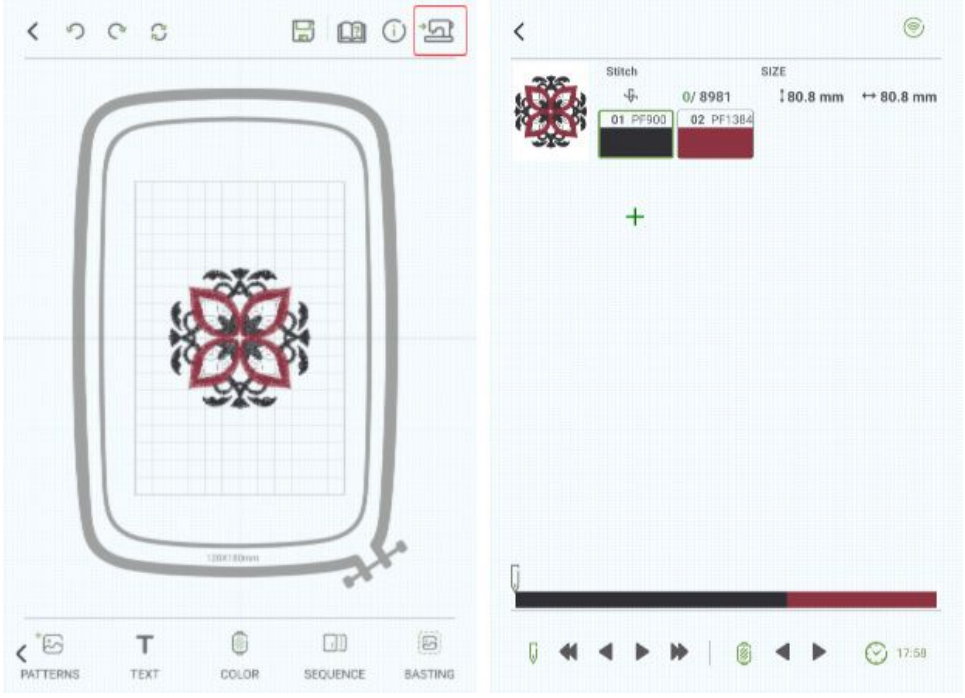 120X180mm
PATTERNS
TEXT
COLOR
SEQUENCE
BASTING
Stitch
SIZE
0/ 8981
80.8 mm
80.8 mm
01 PF900
02 PF1384
17:58